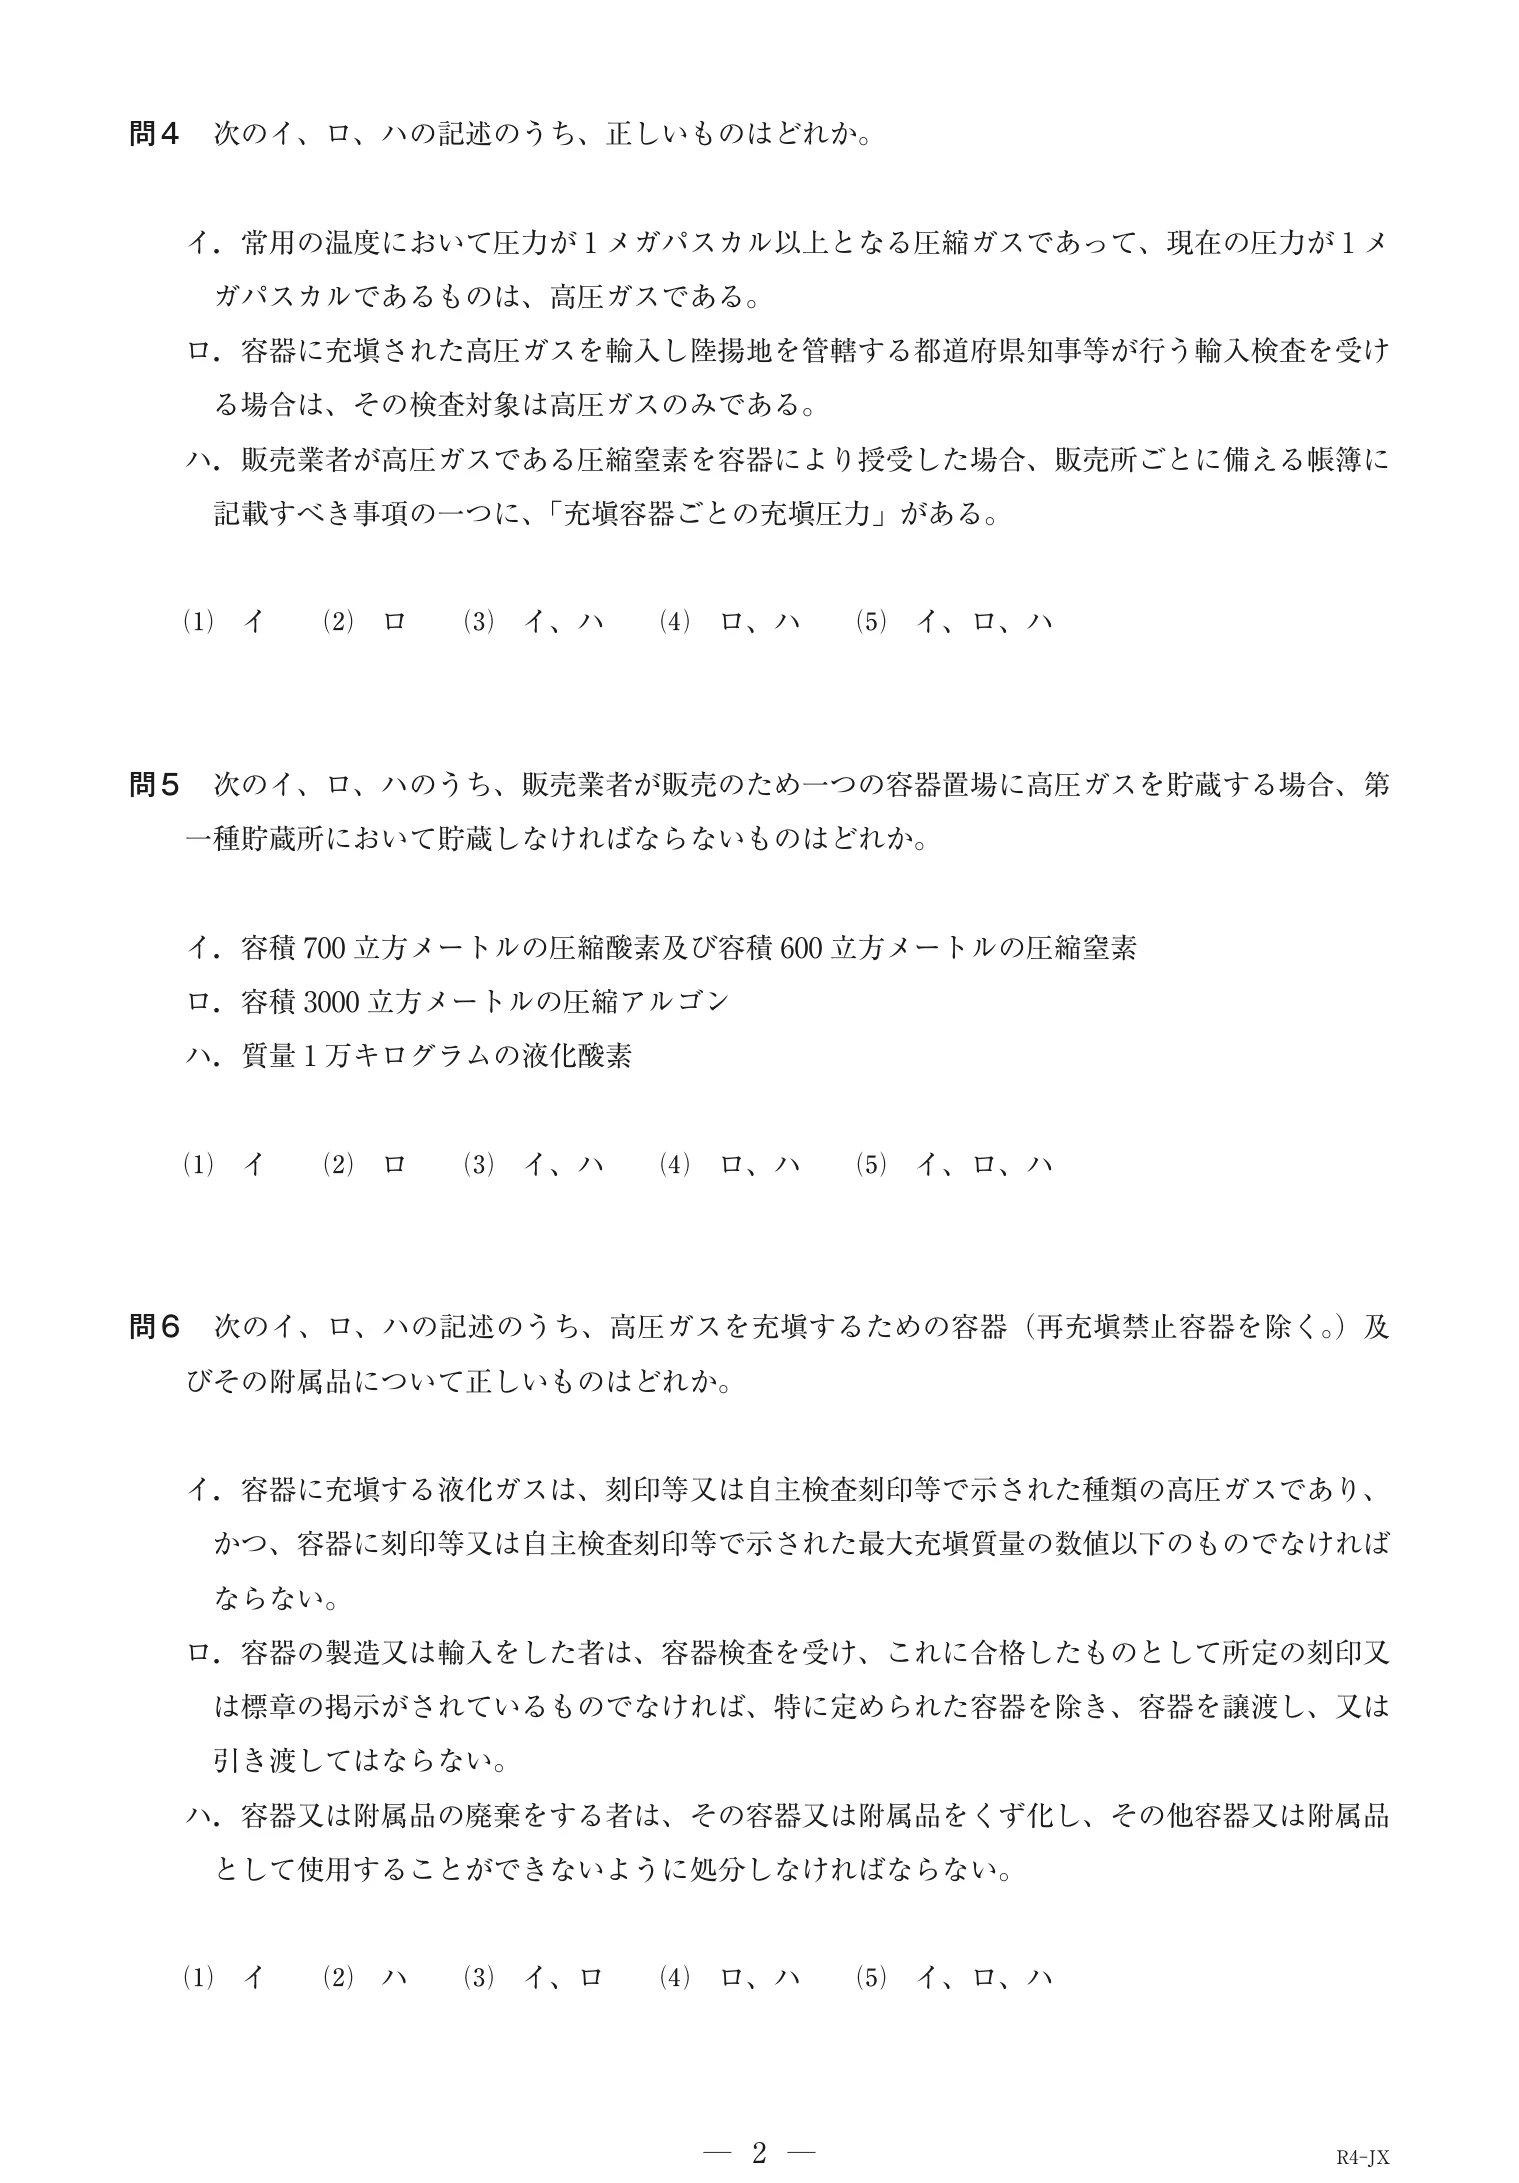 問4　次のイ、ロ、ハの記述のうち、正しいものはどれか。
イ．常用の温度において圧力が1メガパスカル以上となる圧縮ガスであって、現在の圧力が1メ
ガパスカルであるものは、高圧ガスである。
ロ．容器に充塡された高圧ガスを輸入し陸揚地を管轄する都道府県知事等が行う輸入検査を受け
る場合は、その検査対象は高圧ガスのみである。
ハ．販売業者が高圧ガスである圧縮窒素を容器により授受した場合、販売所ごとに備える帳簿に
記載すべき事項の一つに、「充塡容器ごとの充塡圧力」がある。
(1)　イ　(2)　ロ　(3)　イ、ハ　(4)　ロ、ハ　(5)　イ、ロ、ハ
問5　次のイ、ロ、ハのうち、販売業者が販売のため一つの容器置場に高圧ガスを貯蔵する場合、第
一種貯蔵所において貯蔵しなければならないものはどれか。
イ．容積 700 立方メートルの圧縮酸素及び容積 600 立方メートルの圧縮窒素
ロ．容積 3000 立方メートルの圧縮アルゴン
ハ．質量1万キログラムの液化酸素
(1)　イ　(2)　ロ　(3)　イ、ハ　(4)　ロ、ハ　(5)　イ、ロ、ハ
問6　次のイ、ロ、ハの記述のうち、高圧ガスを充塡するための容器（再充塡禁止容器を除く。）及
びその附属品について正しいものはどれか。
イ．容器に充塡する液化ガスは、刻印等又は自主検査刻印等で示された種類の高圧ガスであり、
かつ、容器に刻印等又は自主検査刻印等で示された最大充塡質量の数値以下のものでなければ
ならない。
ロ．容器の製造又は輸入をした者は、容器検査を受け、これに合格したものとして所定の刻印又
は標章の掲示がされているものでなければ、特に定められた容器を除き、容器を譲渡し、又は
引き渡してはならない。
ハ．容器又は附属品の廃棄をする者は、その容器又は附属品をくず化し、その他容器又は附属品
として使用することができないように処分しなければならない。
(1)　イ　(2)　ハ　(3)　イ、ロ　(4)　ロ、ハ　(5)　イ、ロ、ハ
— 2 —
R4-JX